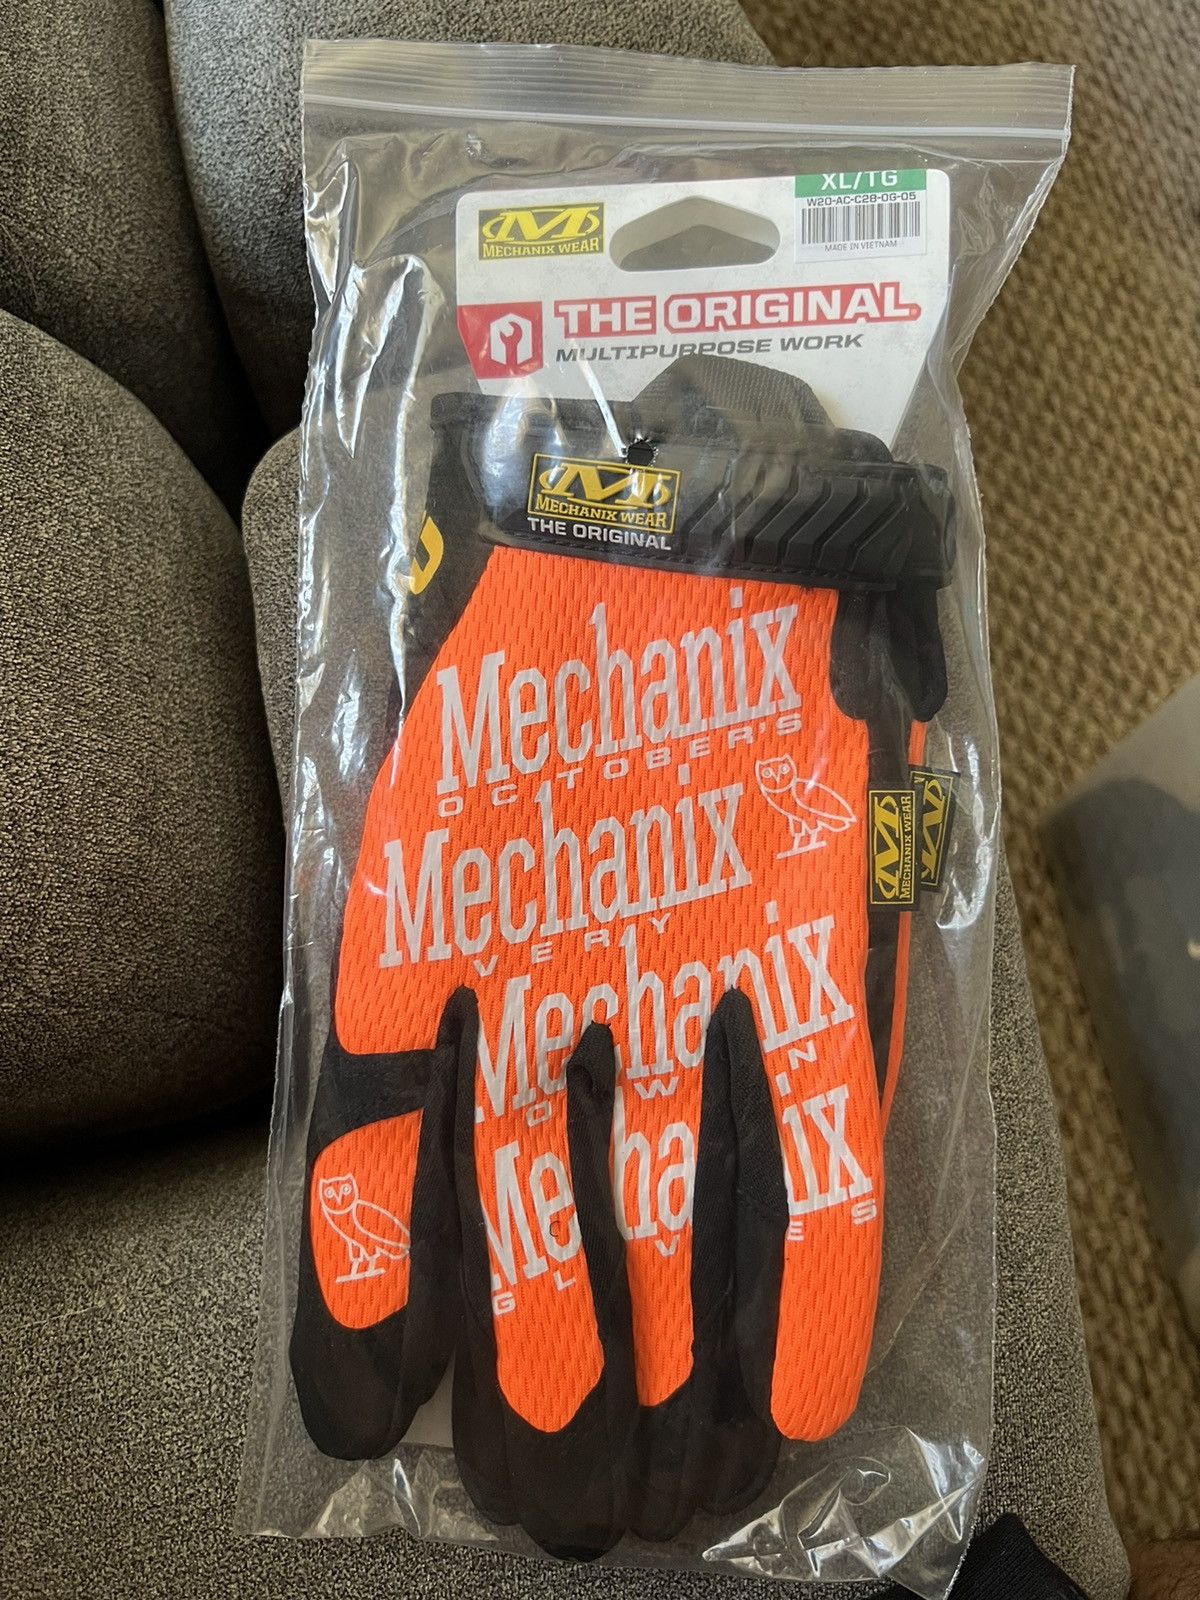 XL/TG
W20-AC-C28-OG-05
MADE IN VIETNAM
MECHANIX WEAR
THE ORIGINAL
MULTIPURPOSE WORK
MECHANIX WEAR
THE ORIGINAL
Mechanix
OCTOBER'S
Mechanix
VERY
Mechanix
OWN
Mechanix
GLVES
MECHANIX WEAR